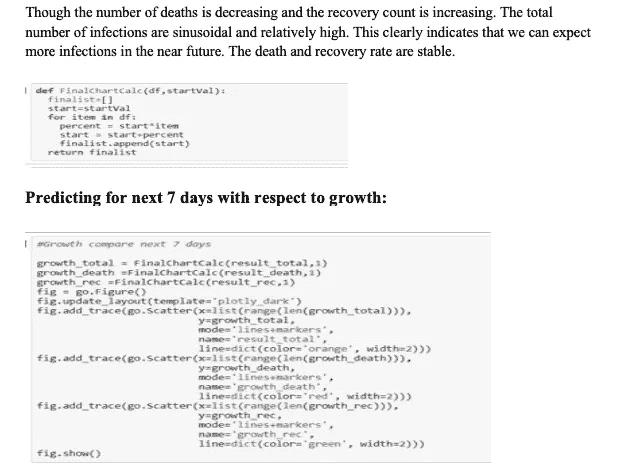 Though the number of deaths is decreasing and the recovery count is increasing. The total
number of infections are sinusoidal and relatively high. This clearly indicates that we can expect
more infections in the near future. The death and recovery rate are stable.
def FinalChartCalc(df,startVal):
finalist=[]
start=startVal
for item in df:
percent = start*item
start = start+percent
finalist.append(start)
return finalist
Predicting for next 7 days with respect to growth:
#Growth compare next 7 days
growth_total = FinalChartCalc(result_total,1)
growth_death =FinalChartCalc(result_death,1)
growth_rec =FinalChartCalc(result_rec,1)
fig = go.Figure()
fig.update_layout(template='plotly_dark')
fig.add_trace(go.Scatter(x=list(range(len(growth_total))),
y=growth_total,
mode='lines+markers',
name='result_total',
line=dict(color='orange', width=2)))
fig.add_trace(go.Scatter(x=list(range(len(growth_death))),
y=growth_death,
mode='lines+markers',
name='growth_death',
line=dict(color='red', width=2)))
fig.add_trace(go.Scatter(x=list(range(len(growth_rec))),
y=growth_rec,
mode='lines+markers',
name='growth_rec',
line=dict(color='green', width=2)))
fig.show()